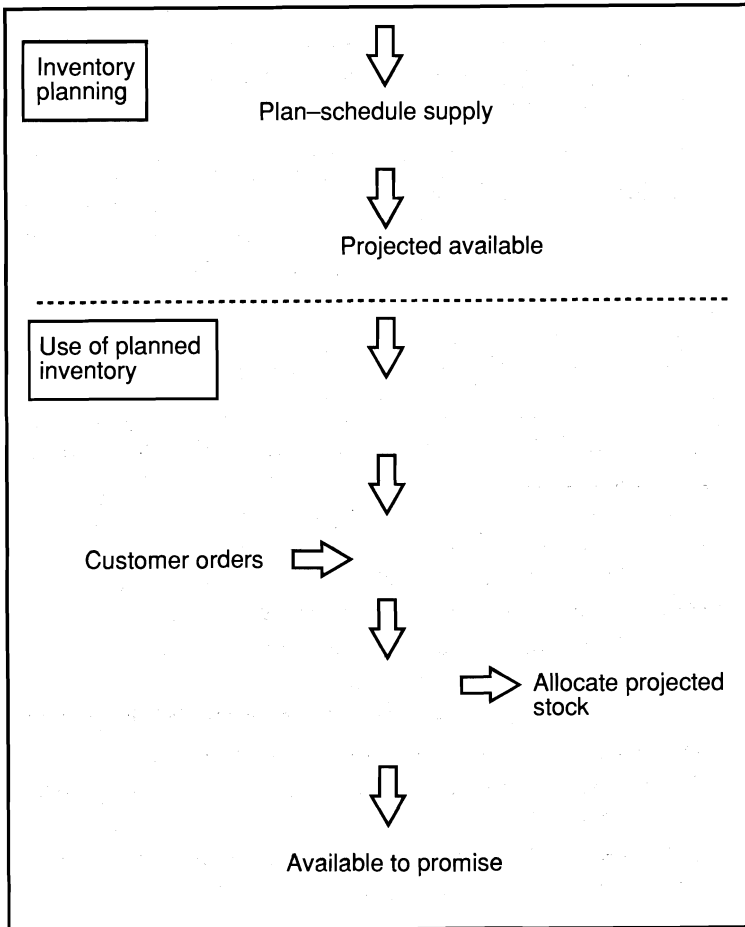 Inventory
planning
Plan–schedule supply
Projected available
Use of planned
inventory
Customer orders
Allocate projected
stock
Available to promise